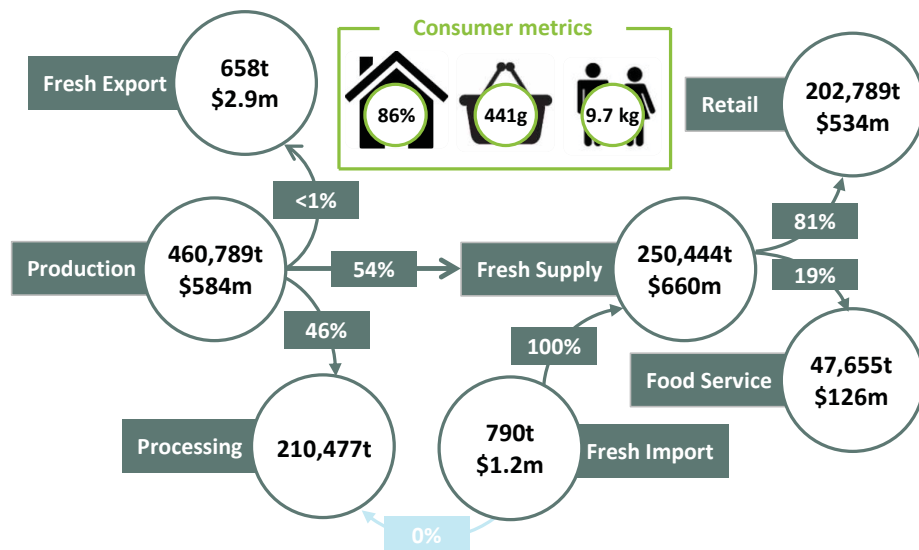 Consumer metrics
86%
441g
9.7 kg
Fresh Export
658t
$2.9m
Retail
202,789t
$534m
<1%
81%
Production
460,789t
$584m
54%
Fresh Supply
250,444t
$660m
19%
46%
100%
Food Service
47,655t
$126m
Processing
210,477t
790t
$1.2m
Fresh Import
0%